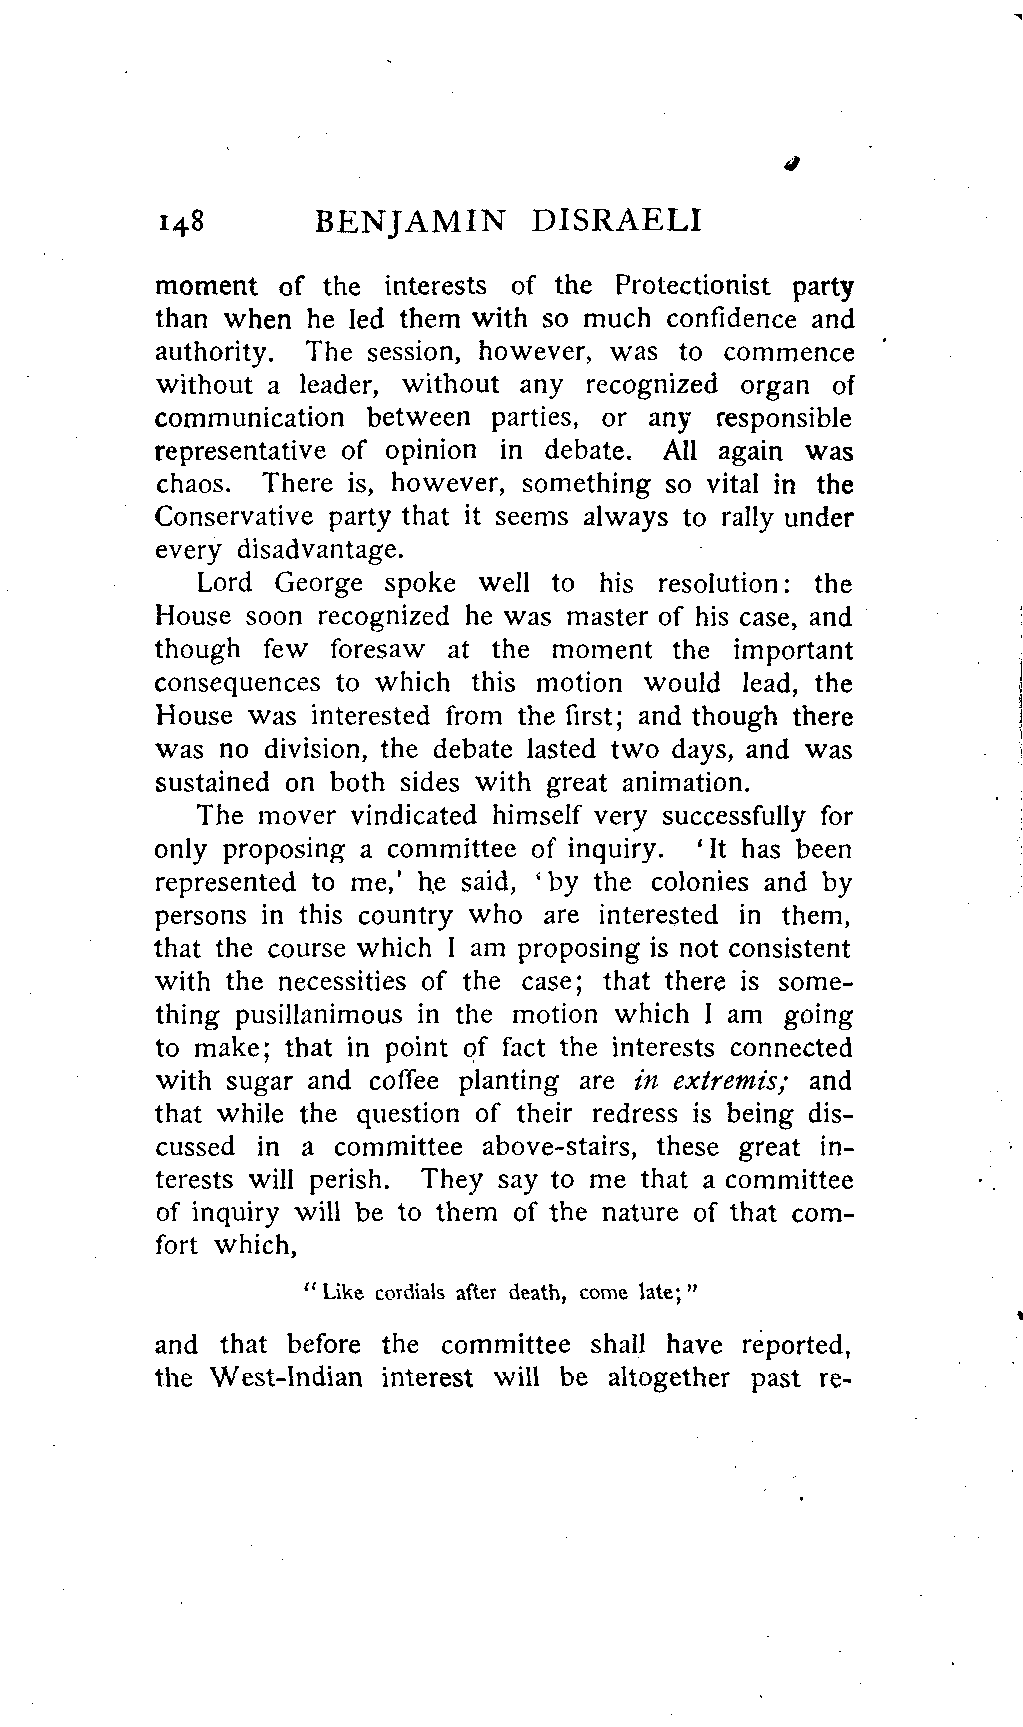 148 BENJAMIN DISRAELI
moment of the interests of the Protectionist party
than when he led them with so much confidence and
authority. The session, however, was to commence
without a leader, without any recognized organ of
communication between parties, or any responsible
representative of opinion in debate. All again was
chaos. There is, however, something so vital in the
Conservative party that it seems always to rally under
every disadvantage.
Lord George spoke well to his resolution: the
House soon recognized he was master of his case, and
though few foresaw at the moment the important
consequences to which this motion would lead, the
House was interested from the first; and though there
was no division, the debate lasted two days, and was
sustained on both sides with great animation.
The mover vindicated himself very successfully for
only proposing a committee of inquiry. 'It has been
represented to me,' he said, 'by the colonies and by
persons in this country who are interested in them,
that the course which I am proposing is not consistent
with the necessities of the case; that there is some-
thing pusillanimous in the motion which I am going
to make; that in point of fact the interests connected
with sugar and coffee planting are in extremis; and
that while the question of their redress is being dis-
cussed in a committee above-stairs, these great in-
terests will perish. They say to me that a committee
of inquiry will be to them of the nature of that com-
fort which,
"Like cordials after death, come late;"
and that before the committee shall have reported,
the West-Indian interest will be altogether past re-